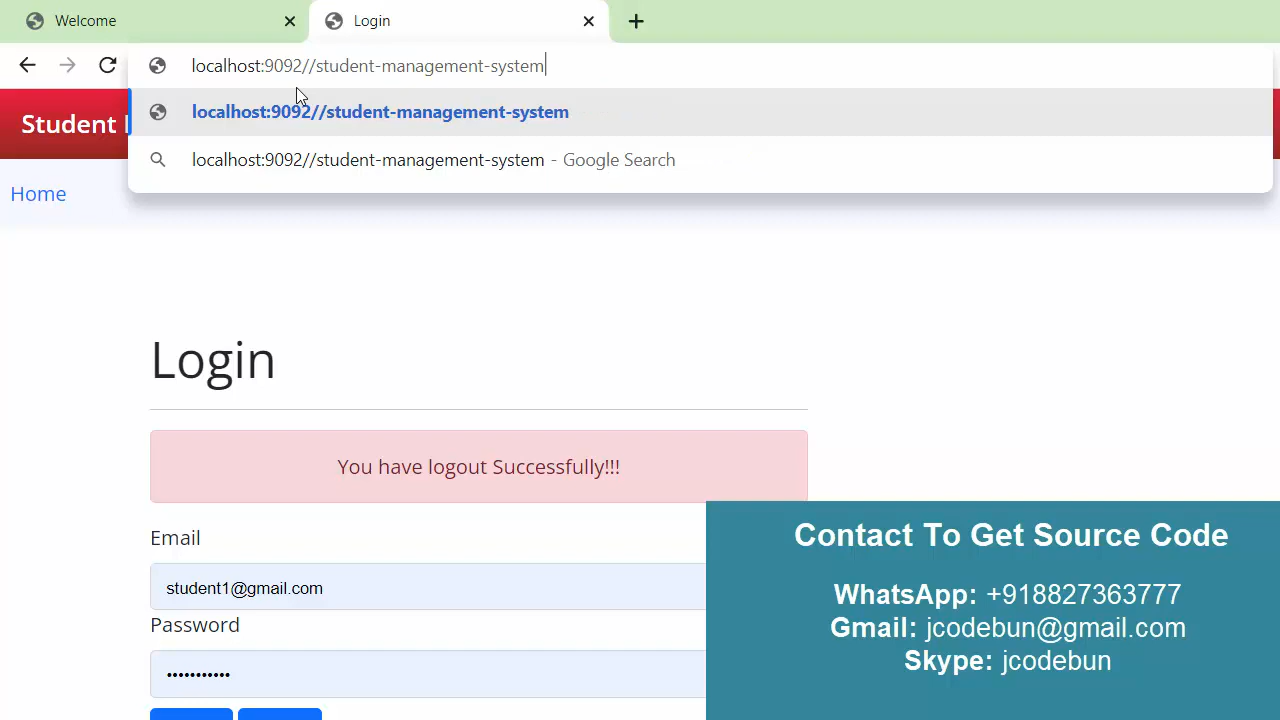 Welcome
Login
localhost:9092//student-management-system
localhost:9092//student-management-system
localhost:9092//student-management-system - Google Search
Student
Home
Login
You have logout Successfully!!!
Email
student1@gmail.com
Password
•••••••••••
Contact To Get Source Code
WhatsApp: +918827363777
Gmail: jcodebun@gmail.com
Skype: jcodebun